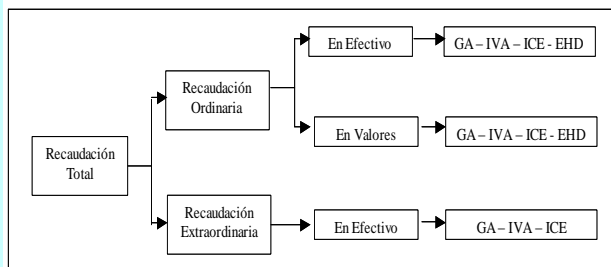 En Efectivo
GA – IVA – ICE - EHD
Recaudación
Ordinaria
En Valores
GA – IVA – ICE - EHD
Recaudación
Total
Recaudación
Extraordinaria
En Efectivo
GA – IVA – ICE